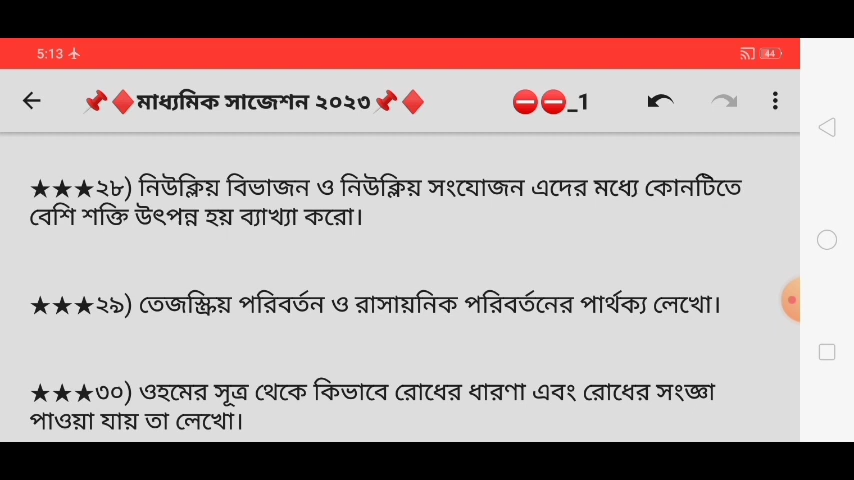 5:13
44
📌♦️মাধ্যমিক সাজেশন ২০২৩📌♦️ ⛔⛔_1
★★★২৮) নিউক্লিয় বিভাজন ও নিউক্লিয় সংযোজন এদের মধ্যে কোনটিতে
বেশি শক্তি উৎপন্ন হয় ব্যাখ্যা করো।
★★★২৯) তেজস্ক্রিয় পরিবর্তন ও রাসায়নিক পরিবর্তনের পার্থক্য লেখো।
★★★৩০) ওহমের সূত্র থেকে কিভাবে রোধের ধারণা এবং রোধের সংজ্ঞা
পাওয়া যায় তা লেখো।